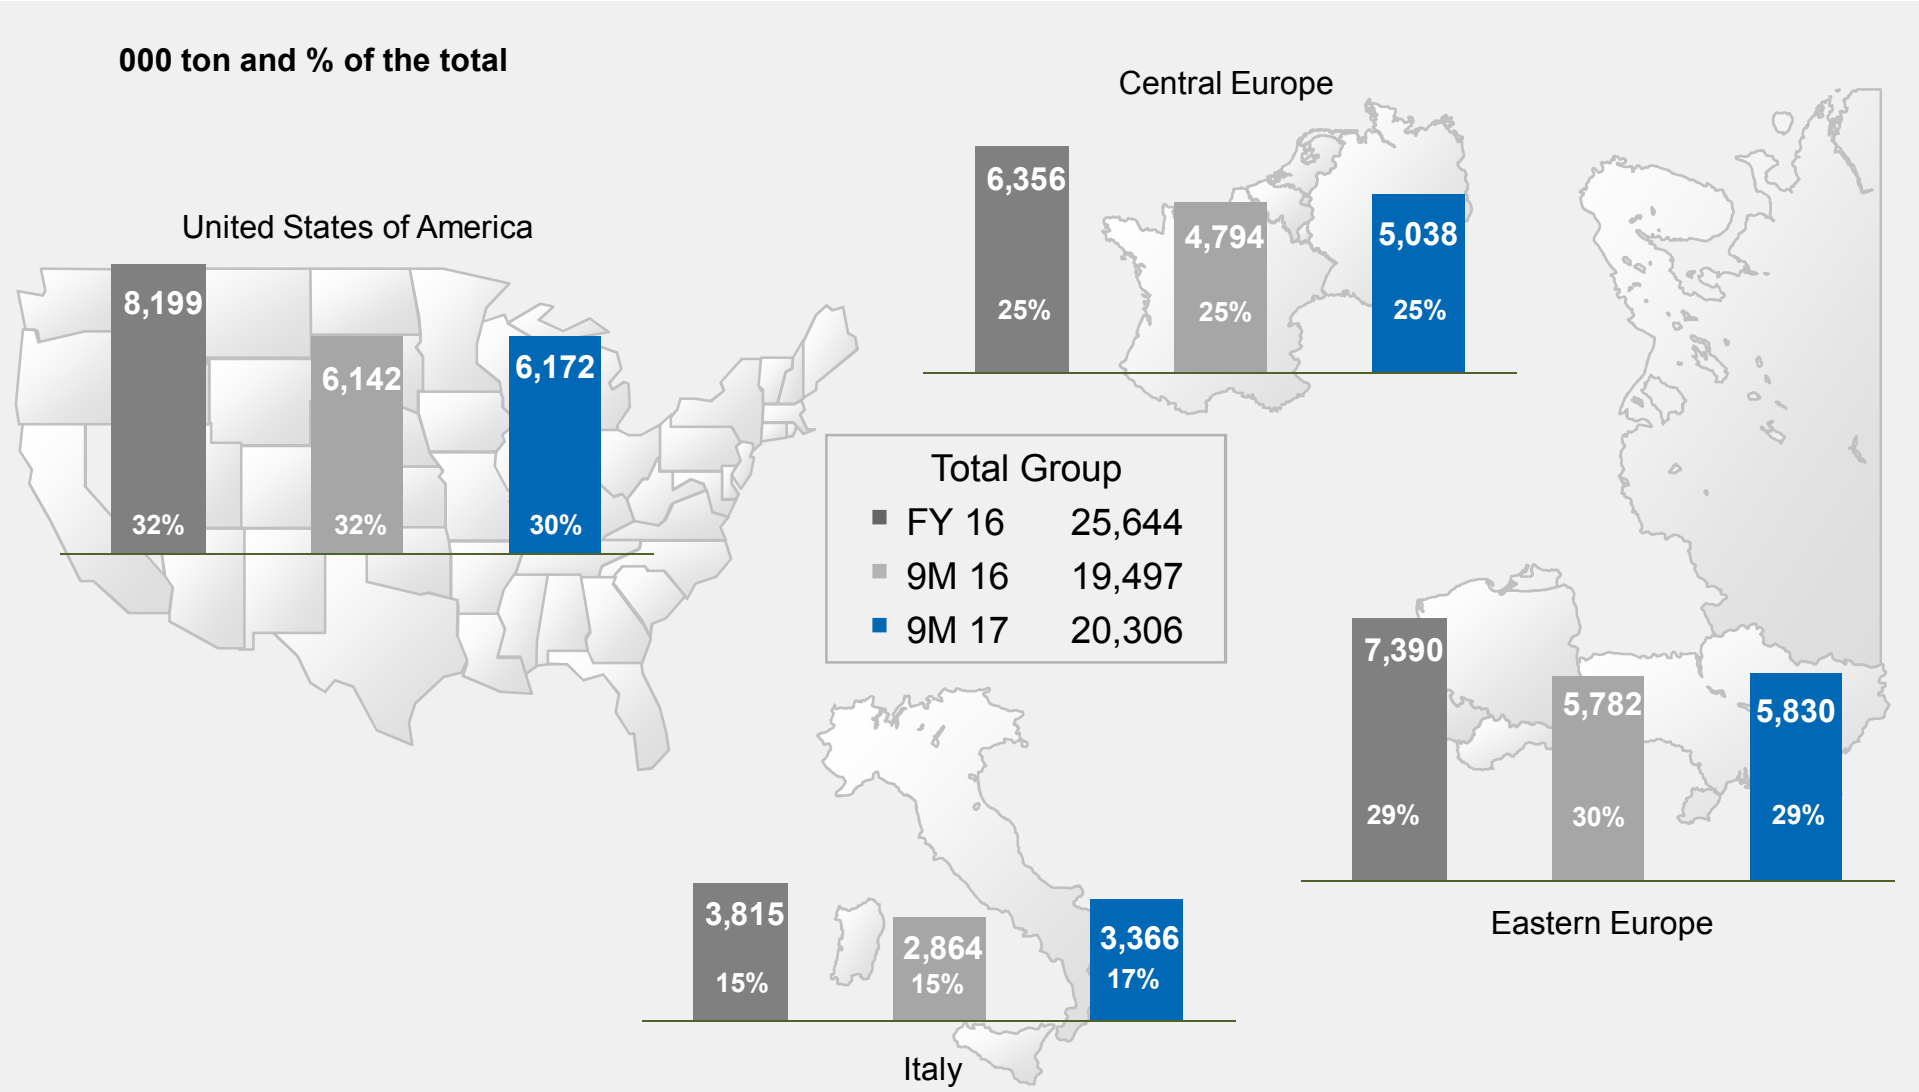 000 ton and % of the total
United States of America
8,199
6,142
6,172
32%
32%
30%
Central Europe
6,356
4,794
5,038
25%
25%
25%
Total Group
FY 16 25,644
9M 16 19,497
9M 17 20,306
7,390
5,782
5,830
29%
30%
29%
Eastern Europe
3,815
2,864
3,366
15%
15%
17%
Italy